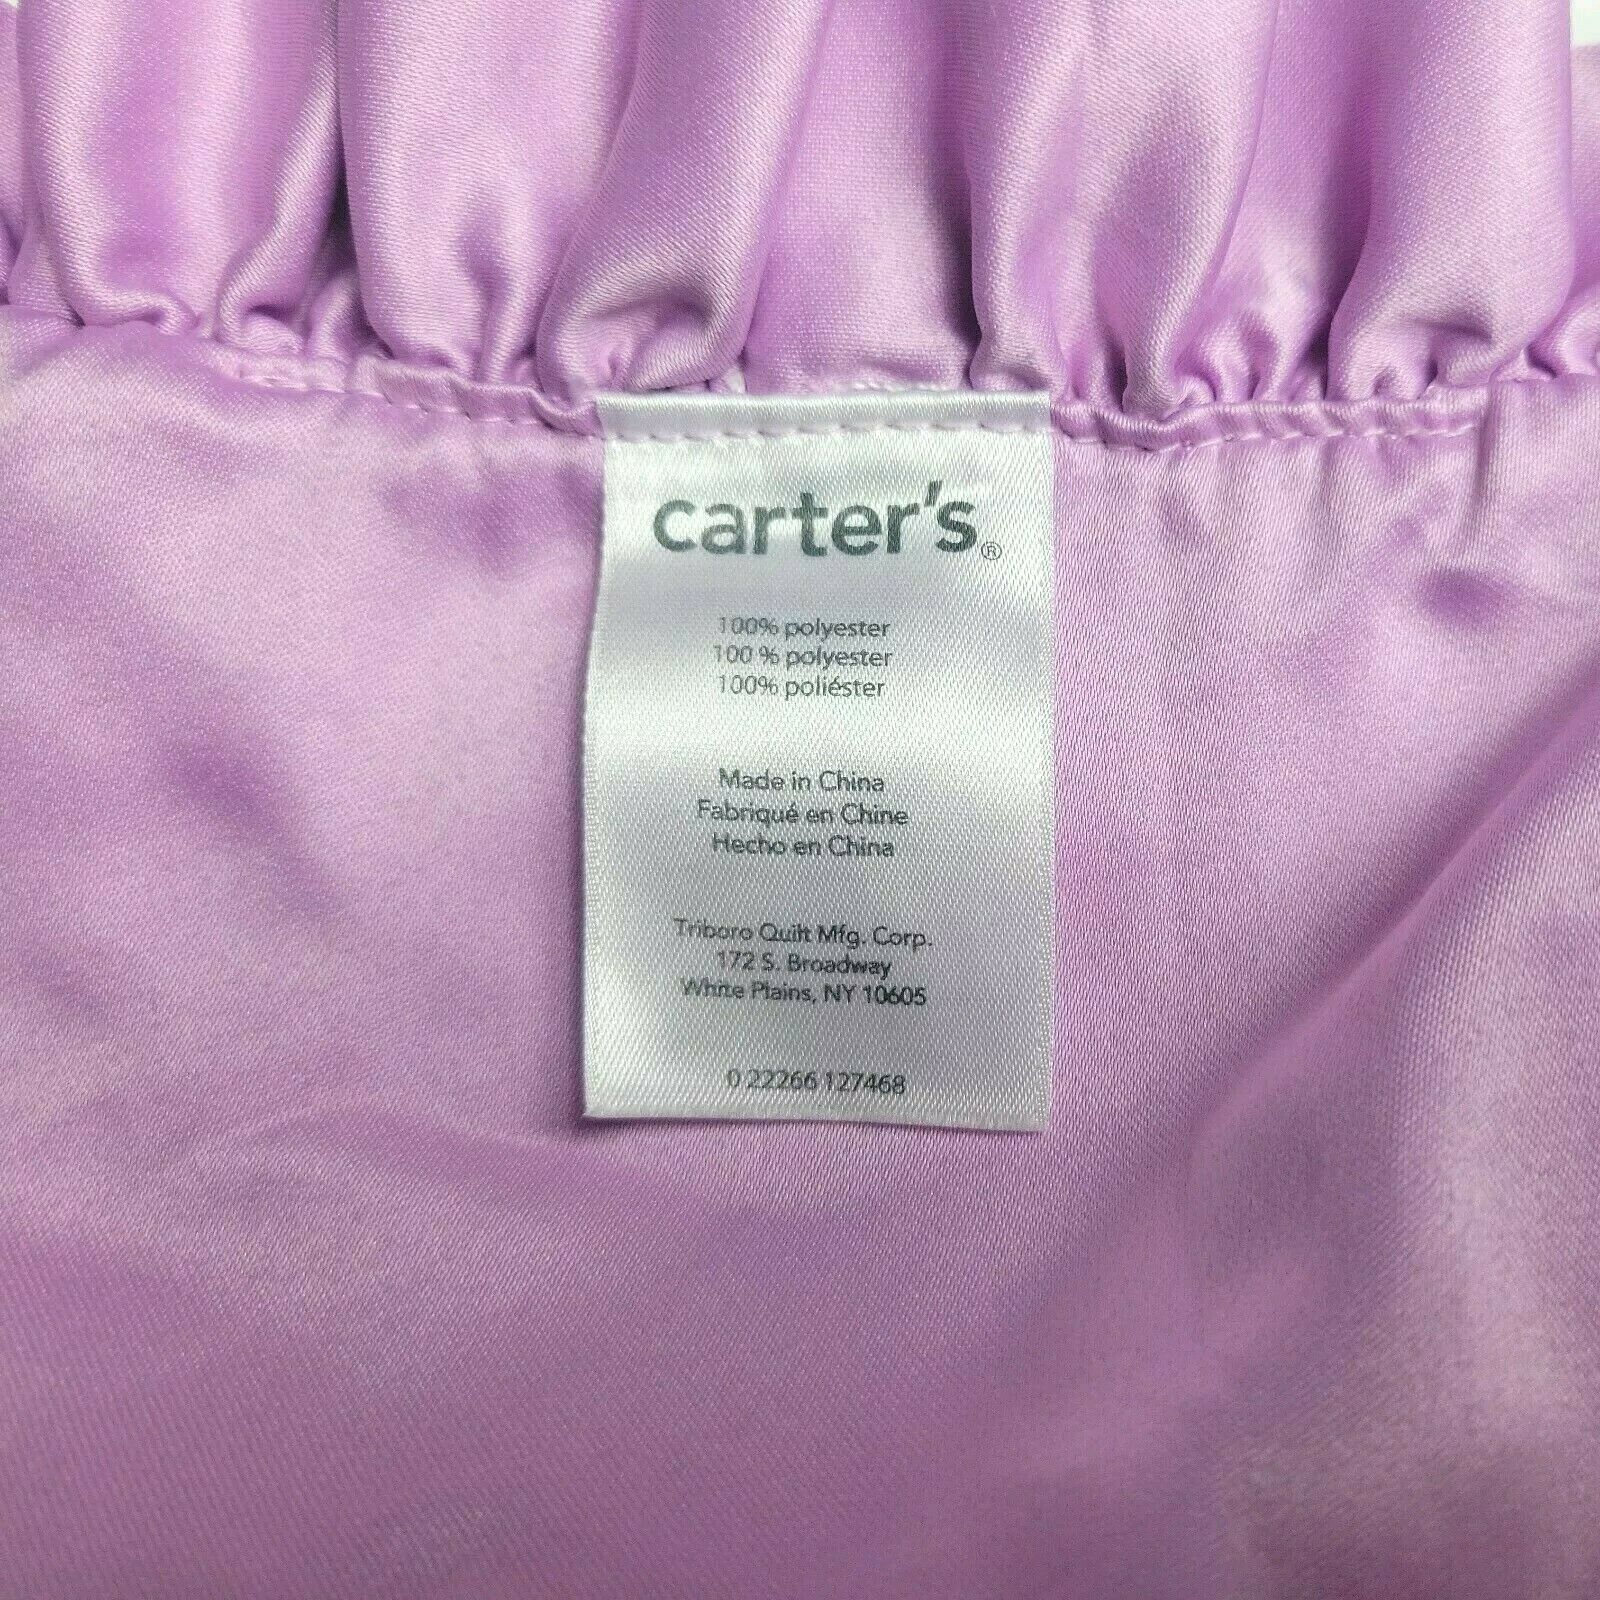 carter's®
100% polyester
100 % polyester
100% poliéster
Made in China
Fabriqué en Chine
Hecho en China
Triboro Quilt Mfg. Corp.
172 S. Broadway
White Plains, NY 10605
0 22266 127468